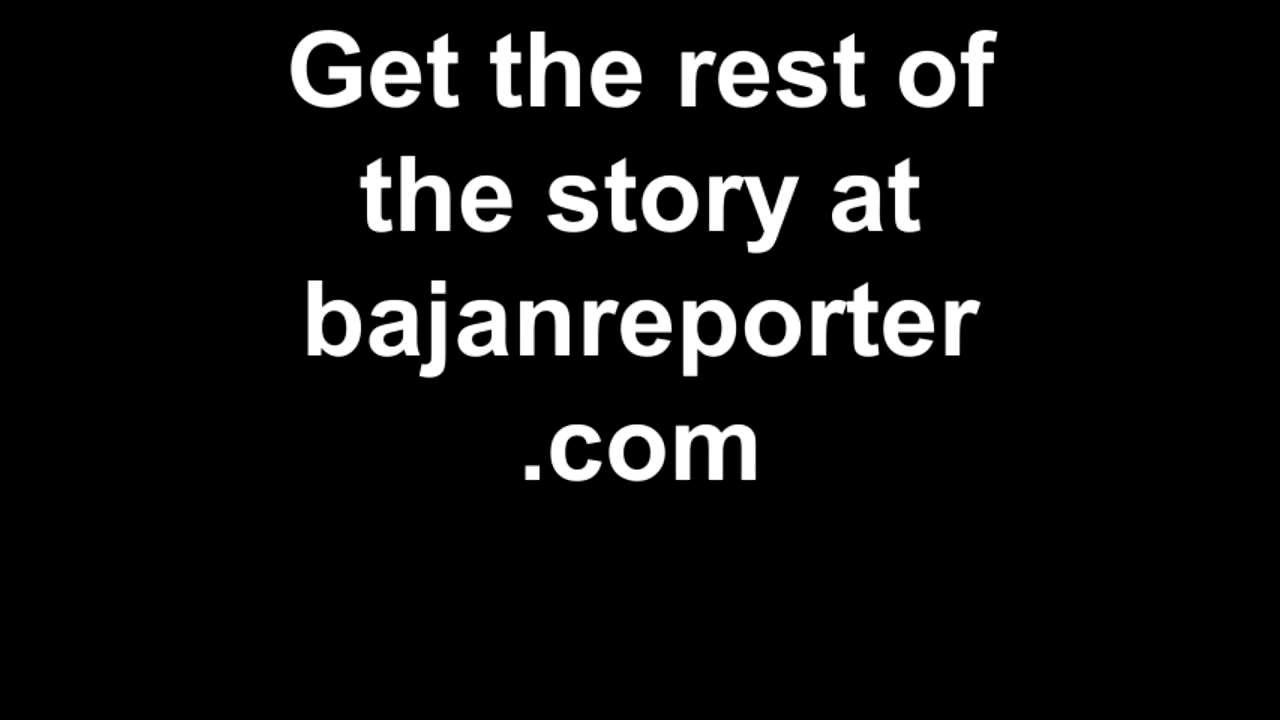 Get the rest of
the story at
bajanreporter
.com